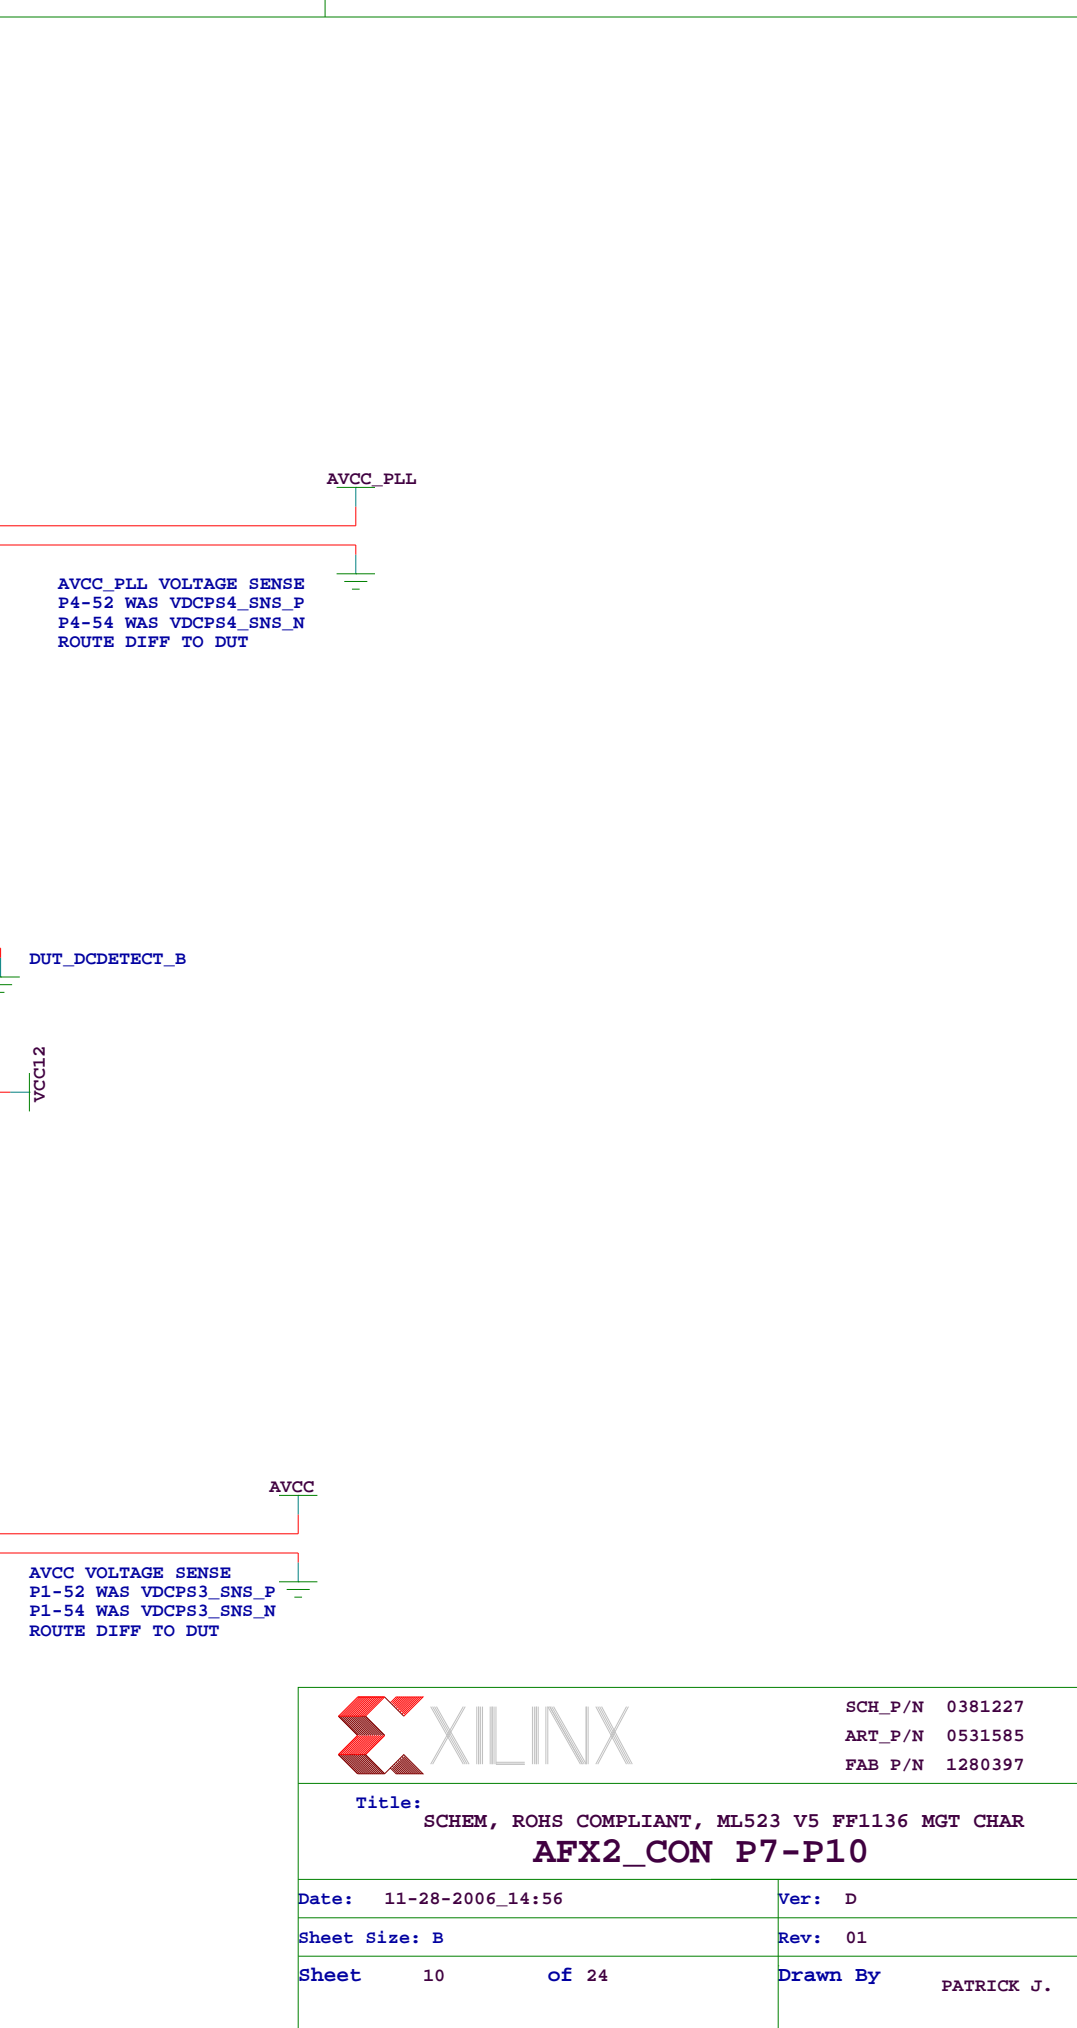 AVCC_PLL
AVCC_PLL VOLTAGE SENSE
P4-52 WAS VDCPS4_SNS_P
P4-54 WAS VDCPS4_SNS_N
ROUTE DIFF TO DUT
DUT_DCDETECT_B
VCC12
AVCC
AVCC VOLTAGE SENSE
P1-52 WAS VDCPS3_SNS_P
P1-54 WAS VDCPS3_SNS_N
ROUTE DIFF TO DUT
XILINX
SCH_P/N 0381227
ART_P/N 0531585
FAB P/N 1280397
Title:
SCHEM, ROHS COMPLIANT, ML523 V5 FF1136 MGT CHAR
AFX2_CON P7-P10
Date: 11-28-2006_14:56 Ver: D
Sheet Size: B Rev: 01
Sheet 10 of 24 Drawn By PATRICK J.